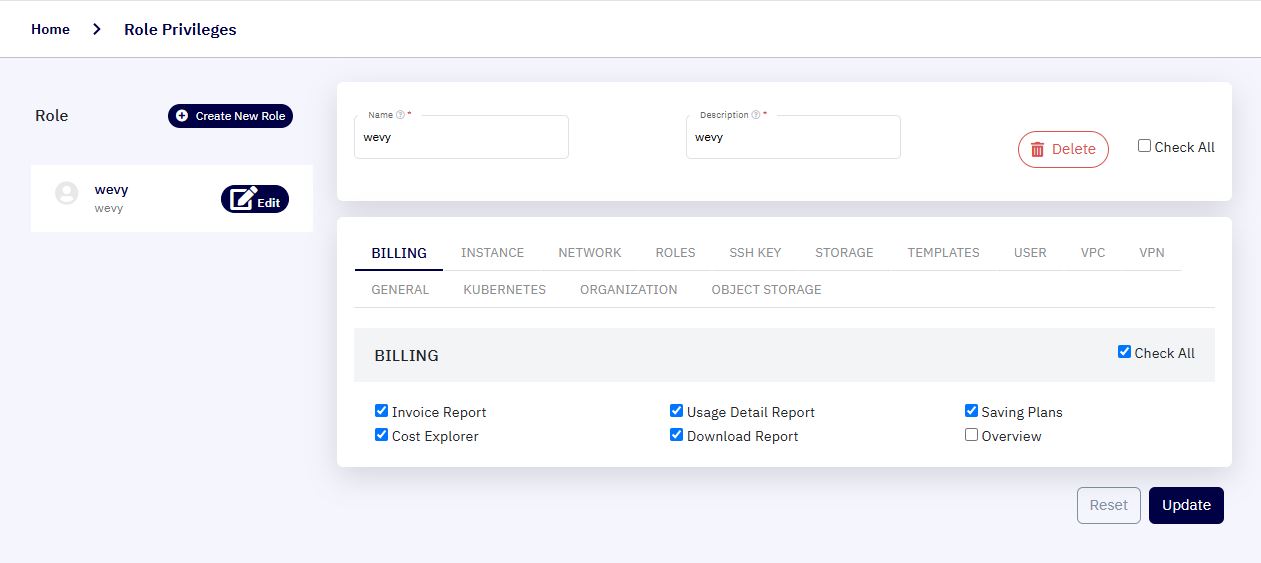 Home > Role Privileges
Role
Create New Role
wevy
wevy
Edit
Name ? *
wevy
Description ? *
wevy
Delete
Check All
BILLING INSTANCE NETWORK ROLES SSH KEY STORAGE TEMPLATES USER VPC VPN
GENERAL KUBERNETES ORGANIZATION OBJECT STORAGE
BILLING
Check All
Invoice Report Usage Detail Report Saving Plans
Cost Explorer Download Report Overview
Reset Update